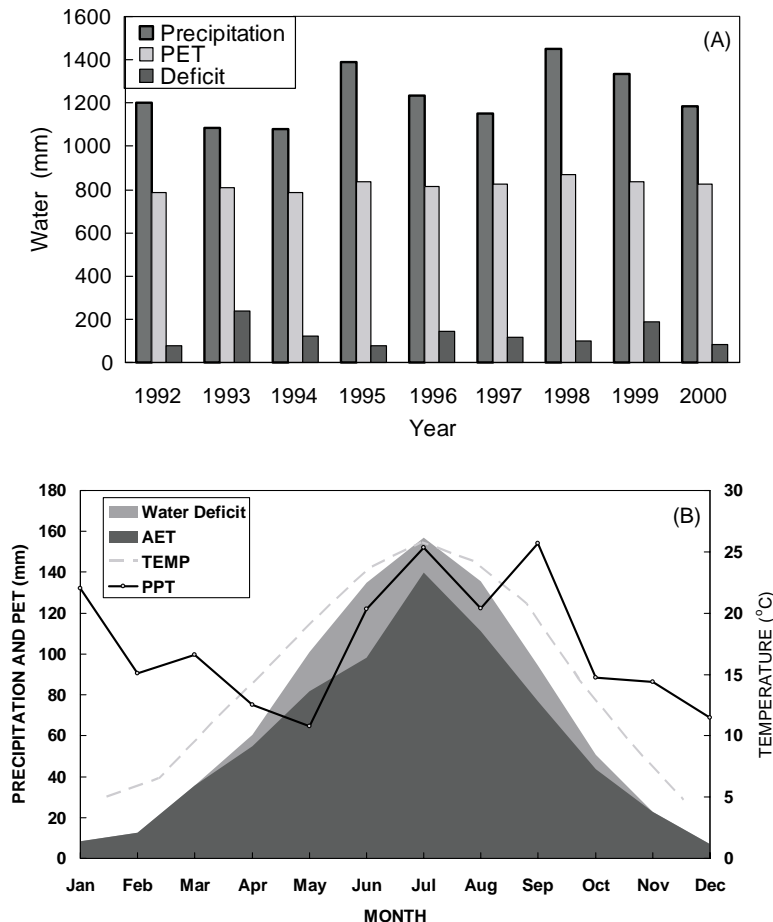 1600
1400
1200
1000
800
600
400
200
0
Water (mm)
Precipitation
PET
Deficit
(A)
1992 1993 1994 1995 1996 1997 1998 1999 2000
Year
180
160
140
120
100
80
60
40
20
0
PRECIPITATION AND PET (mm)
Water Deficit
AET
TEMP
PPT
(B)
30
25
20
15
10
5
0
TEMPERATURE (°C)
Jan Feb Mar Apr May Jun Jul Aug Sep Oct Nov Dec
MONTH